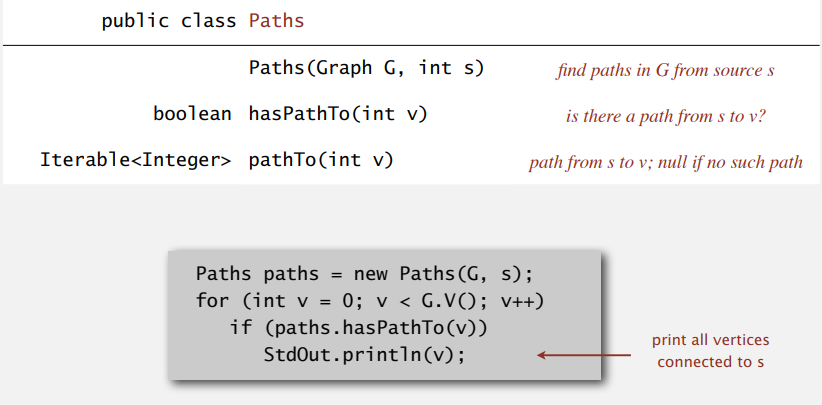 public class Paths
Paths(Graph G, int s) find paths in G from source s
boolean hasPathTo(int v) is there a path from s to v?
Iterable<Integer> pathTo(int v) path from s to v; null if no such path
Paths paths = new Paths(G, s);
for (int v = 0; v < G.V(); v++)
if (paths.hasPathTo(v))
StdOut.println(v);
print all vertices
connected to s